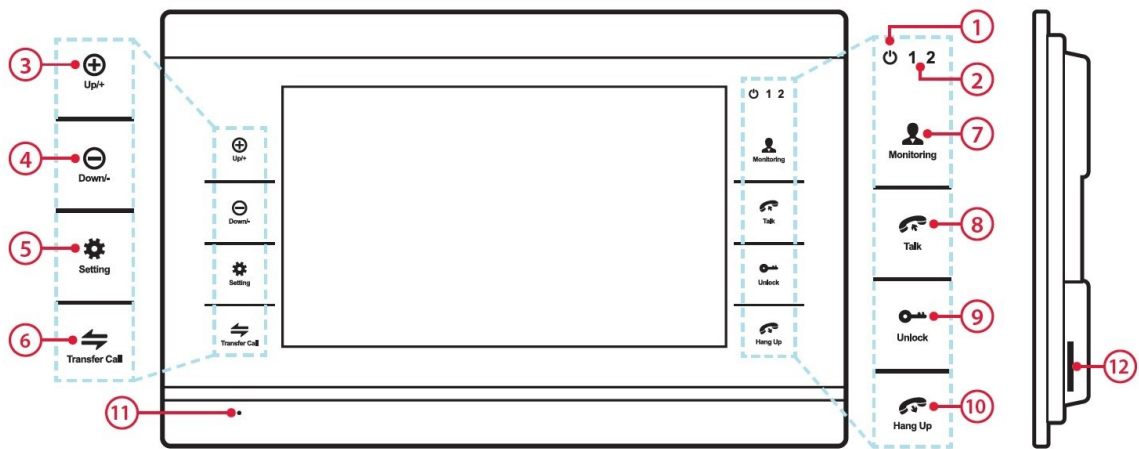 3
Up/+
4
Down/-
5
Setting
6
Transfer Call
Up/+
Down/-
Setting
Transfer Call
11
1 2
Monitoring
Talk
Unlock
Hang Up
1
1 2
2
Monitoring
7
Talk
8
Unlock
9
Hang Up
10
12